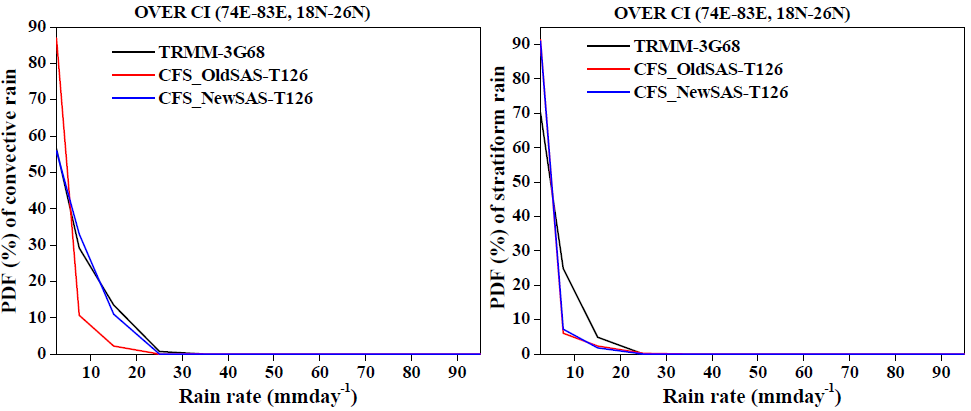 OVER CI (74E-83E, 18N-26N)
PDF (%) of convective rain
90
80
70
60
50
40
30
20
10
0
TRMM-3G68
CFS_OldSAS-T126
CFS_NewSAS-T126
10 20 30 40 50 60 70 80 90
Rain rate (mmday-1)
OVER CI (74E-83E, 18N-26N)
PDF (%) of stratiform rain
90
80
70
60
50
40
30
20
10
0
TRMM-3G68
CFS_OldSAS-T126
CFS_NewSAS-T126
10 20 30 40 50 60 70 80 90
Rain rate (mmday-1)